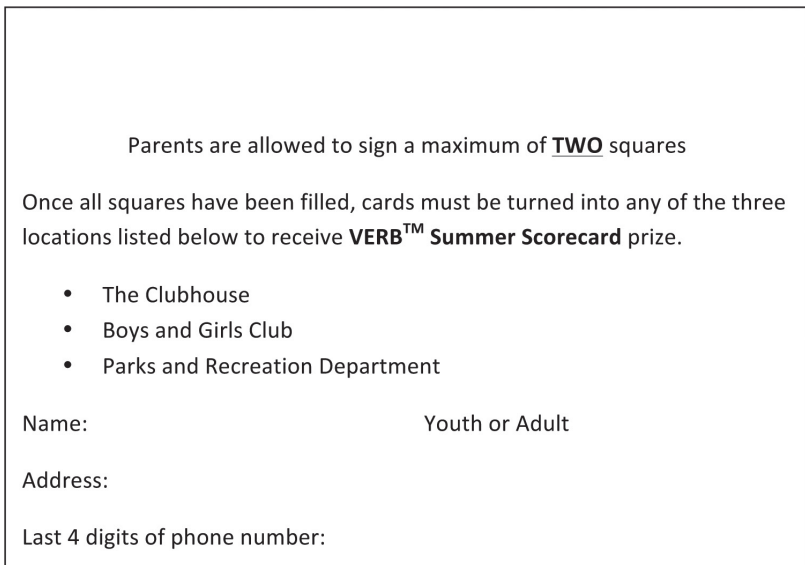 Parents are allowed to sign a maximum of TWO squares
Once all squares have been filled, cards must be turned into any of the three
locations listed below to receive VERB™ Summer Scorecard prize.
• The Clubhouse
• Boys and Girls Club
• Parks and Recreation Department
Name: Youth or Adult
Address:
Last 4 digits of phone number: